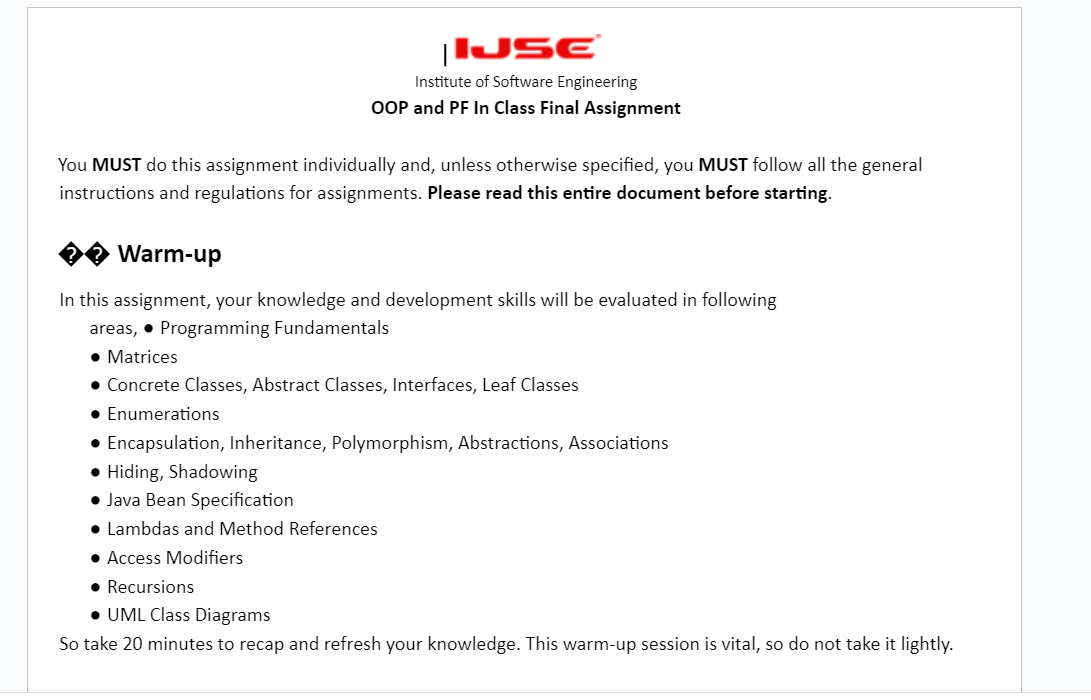 IJSE
Institute of Software Engineering
OOP and PF In Class Final Assignment
You MUST do this assignment individually and, unless otherwise specified, you MUST follow all the general
instructions and regulations for assignments. Please read this entire document before starting.
�� Warm-up
In this assignment, your knowledge and development skills will be evaluated in following
areas, ● Programming Fundamentals
● Matrices
● Concrete Classes, Abstract Classes, Interfaces, Leaf Classes
● Enumerations
● Encapsulation, Inheritance, Polymorphism, Abstractions, Associations
● Hiding, Shadowing
● Java Bean Specification
● Lambdas and Method References
● Access Modifiers
● Recursions
● UML Class Diagrams
So take 20 minutes to recap and refresh your knowledge. This warm-up session is vital, so do not take it lightly.